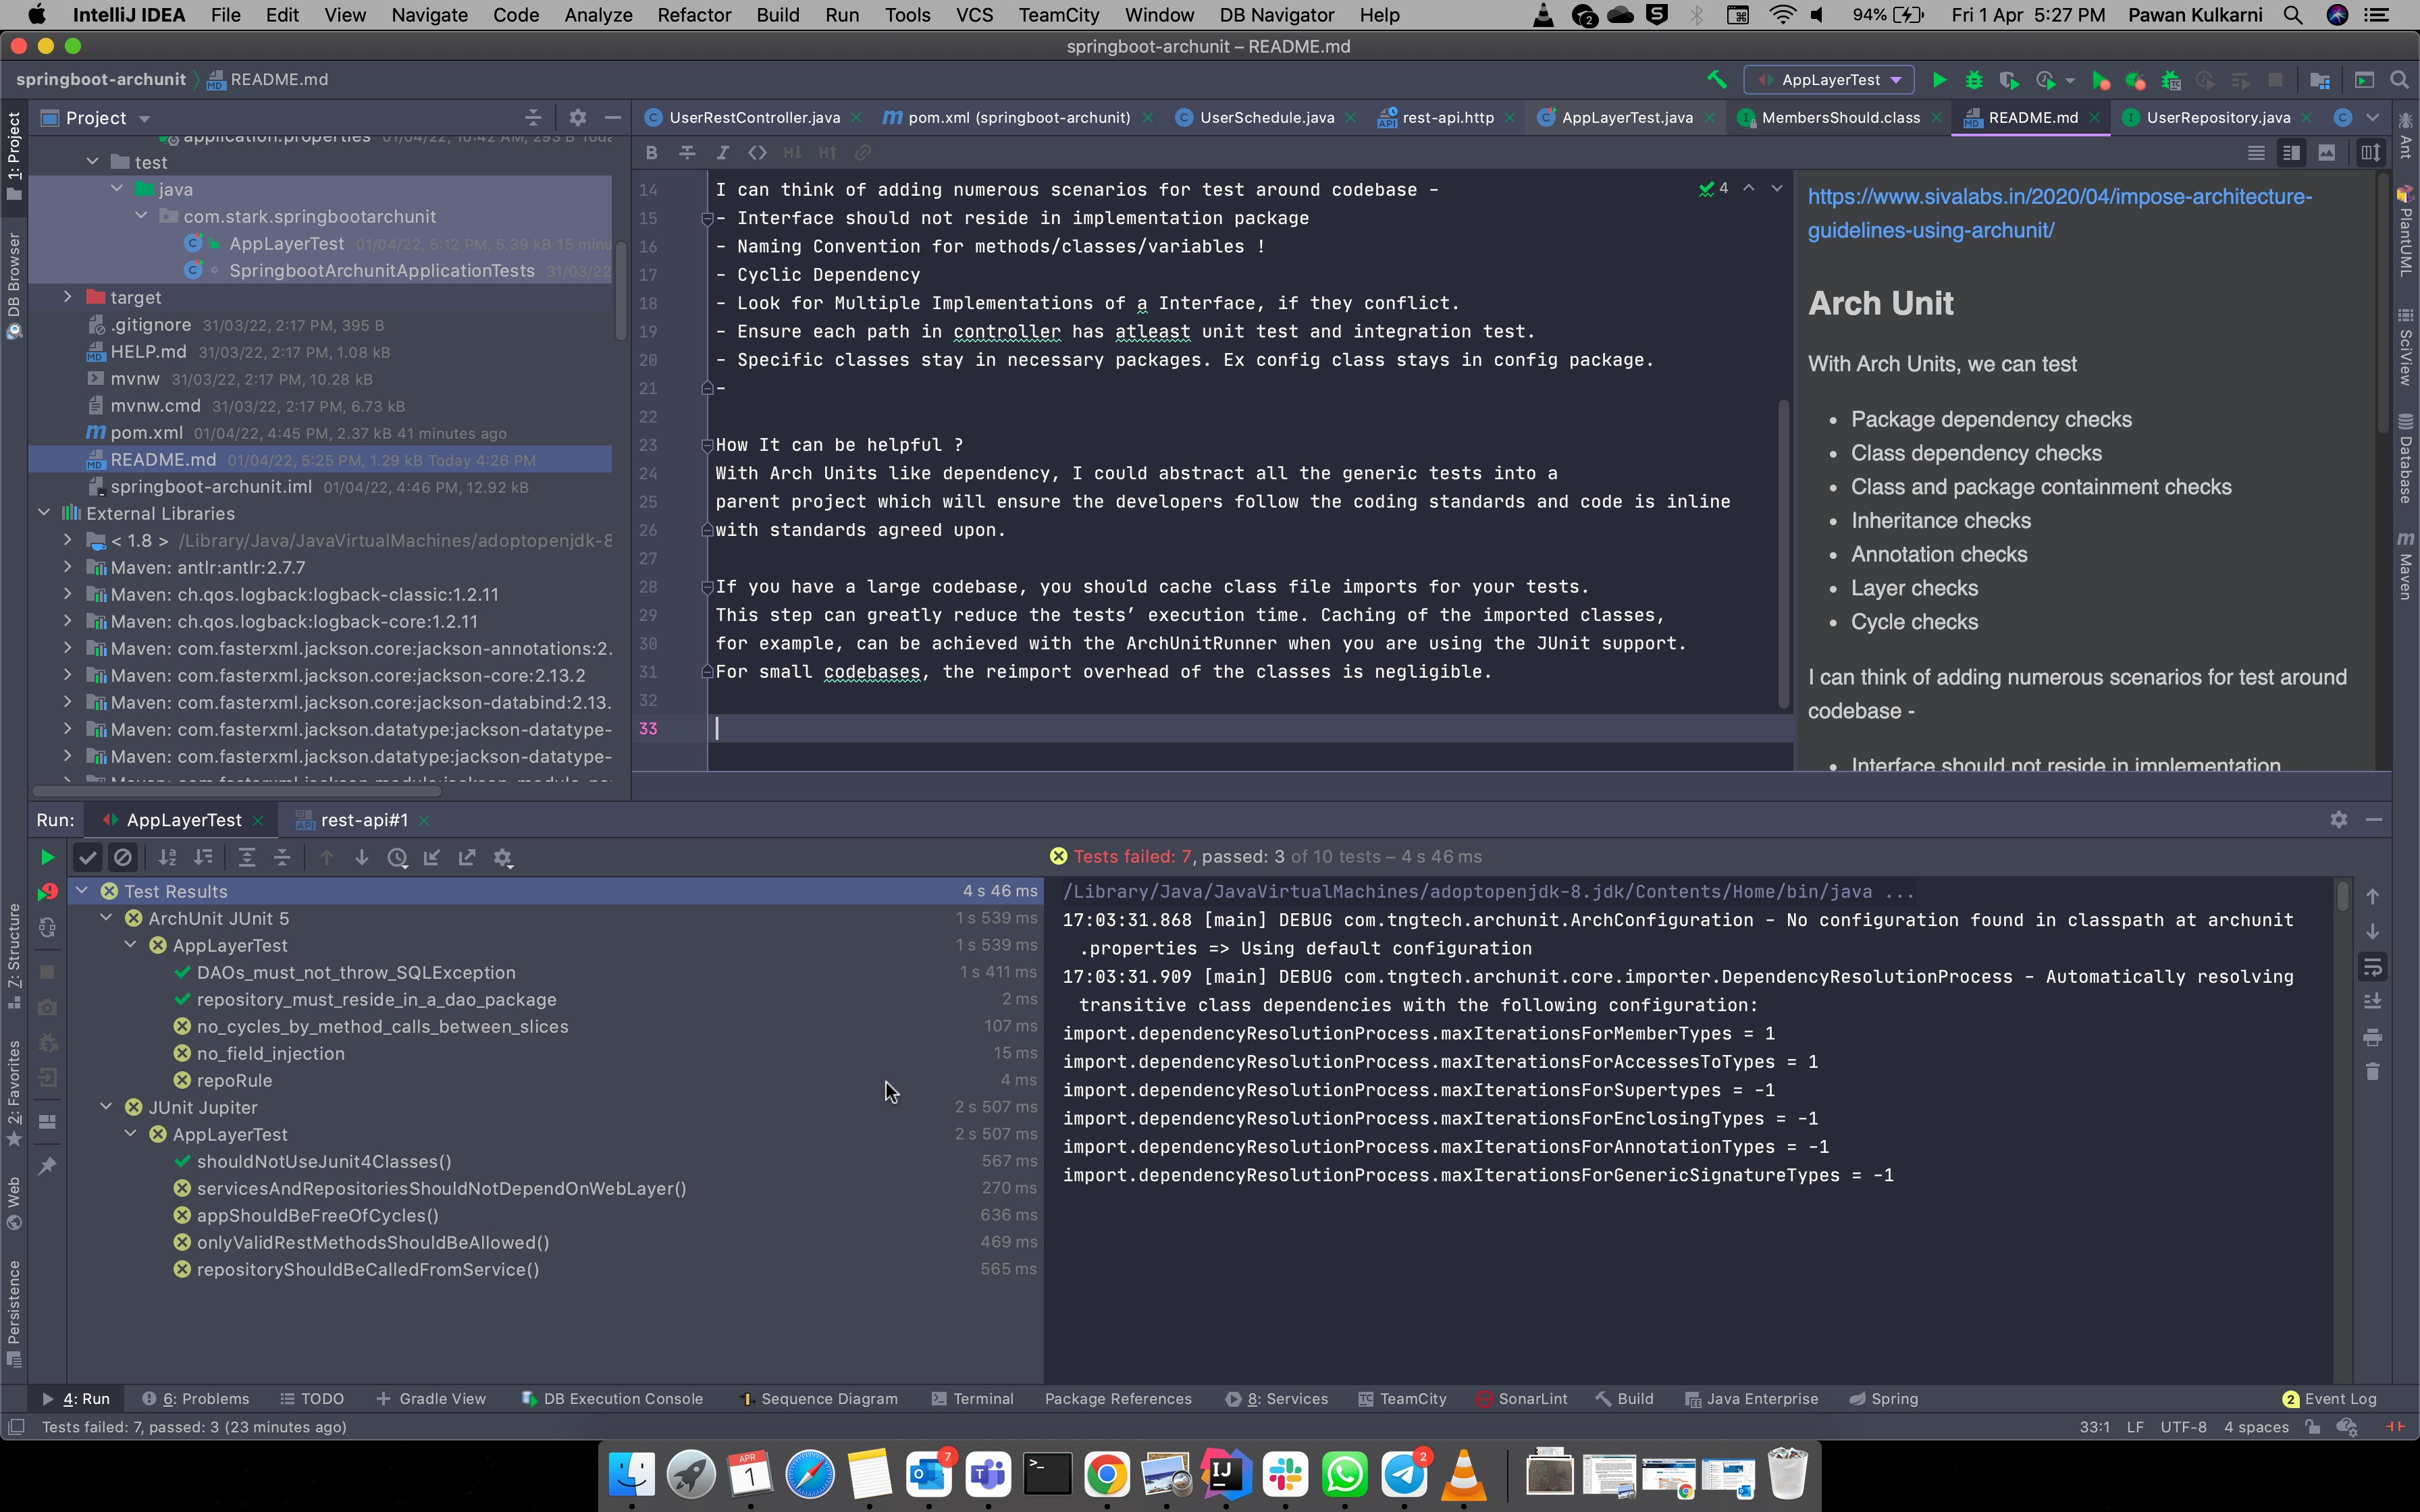 IntelliJ IDEA File Edit View Navigate Code Analyze Refactor Build Run Tools VCS TeamCity Window DB Navigator Help 2 S 94% Fri 1 Apr 5:27 PM Pawan Kulkarni
springboot-archunit – README.md
springboot-archunit README.md AppLayerTest
Project UserRestController.java pom.xml (springboot-archunit) UserSchedule.java rest-api.http AppLayerTest.java MembersShould.class README.md UserRepository.java
1: Project
DB Browser
Z: Structure
2: Favorites
Web
Persistence
application.properties 01/04/22, 10:42 AM, 293 B
test
java
com.stark.springbootarchunit
AppLayerTest 01/04/22, 5:12 PM, 5.39 kB 15 minu
SpringbootArchunitApplicationTests 31/03/22
target
.gitignore 31/03/22, 2:17 PM, 395 B
HELP.md 31/03/22, 2:17 PM, 1.08 kB
mvnw 31/03/22, 2:17 PM, 10.28 kB
mvnw.cmd 31/03/22, 2:17 PM, 6.73 kB
pom.xml 01/04/22, 4:45 PM, 2.37 kB 41 minutes ago
README.md 01/04/22, 5:25 PM, 1.29 kB Today 4:26 PM
springboot-archunit.iml 01/04/22, 4:46 PM, 12.92 kB
External Libraries
< 1.8 > /Library/Java/JavaVirtualMachines/adoptopenjdk-8
Maven: antlr:antlr:2.7.7
Maven: ch.qos.logback:logback-classic:1.2.11
Maven: ch.qos.logback:logback-core:1.2.11
Maven: com.fasterxml.jackson.core:jackson-annotations:2.
Maven: com.fasterxml.jackson.core:jackson-core:2.13.2
Maven: com.fasterxml.jackson.core:jackson-databind:2.13.
Maven: com.fasterxml.jackson.datatype:jackson-datatype-
Maven: com.fasterxml.jackson.datatype:jackson-datatype-
B I <> H↓ H↑
4
14 I can think of adding numerous scenarios for test around codebase -
15 - Interface should not reside in implementation package
16 - Naming Convention for methods/classes/variables !
17 - Cyclic Dependency
18 - Look for Multiple Implementations of a Interface, if they conflict.
19 - Ensure each path in controller has atleast unit test and integration test.
20 - Specific classes stay in necessary packages. Ex config class stays in config package.
21 -
22
23 How It can be helpful ?
24 With Arch Units like dependency, I could abstract all the generic tests into a
25 parent project which will ensure the developers follow the coding standards and code is inline
26 with standards agreed upon.
27
28 If you have a large codebase, you should cache class file imports for your tests.
29 This step can greatly reduce the tests’ execution time. Caching of the imported classes,
30 for example, can be achieved with the ArchUnitRunner when you are using the JUnit support.
31 For small codebases, the reimport overhead of the classes is negligible.
32
33
https://www.sivalabs.in/2020/04/impose-architecture-
guidelines-using-archunit/
Arch Unit
With Arch Units, we can test
• Package dependency checks
• Class dependency checks
• Class and package containment checks
• Inheritance checks
• Annotation checks
• Layer checks
• Cycle checks
I can think of adding numerous scenarios for test around
codebase -
• Interface should not reside in implementation
Ant
PlantUML
SciView
Database
Maven
Run: AppLayerTest rest-api#1
Tests failed: 7, passed: 3 of 10 tests – 4 s 46 ms
Test Results 4 s 46 ms
ArchUnit JUnit 5 1 s 539 ms
AppLayerTest 1 s 539 ms
DAOs_must_not_throw_SQLException 1 s 411 ms
repository_must_reside_in_a_dao_package 2 ms
no_cycles_by_method_calls_between_slices 107 ms
no_field_injection 15 ms
repoRule 4 ms
JUnit Jupiter 2 s 507 ms
AppLayerTest 2 s 507 ms
shouldNotUseJunit4Classes() 567 ms
servicesAndRepositoriesShouldNotDependOnWebLayer() 270 ms
appShouldBeFreeOfCycles() 636 ms
onlyValidRestMethodsShouldBeAllowed() 469 ms
repositoryShouldBeCalledFromService() 565 ms
/Library/Java/JavaVirtualMachines/adoptopenjdk-8.jdk/Contents/Home/bin/java ...
17:03:31.868 [main] DEBUG com.tngtech.archunit.ArchConfiguration - No configuration found in classpath at archunit
.properties => Using default configuration
17:03:31.909 [main] DEBUG com.tngtech.archunit.core.importer.DependencyResolutionProcess - Automatically resolving
transitive class dependencies with the following configuration:
import.dependencyResolutionProcess.maxIterationsForMemberTypes = 1
import.dependencyResolutionProcess.maxIterationsForAccessesToTypes = 1
import.dependencyResolutionProcess.maxIterationsForSupertypes = -1
import.dependencyResolutionProcess.maxIterationsForEnclosingTypes = -1
import.dependencyResolutionProcess.maxIterationsForAnnotationTypes = -1
import.dependencyResolutionProcess.maxIterationsForGenericSignatureTypes = -1
4: Run 6: Problems TODO Gradle View DB Execution Console Sequence Diagram Terminal Package References 8: Services TeamCity SonarLint Build Java Enterprise Spring 2 Event Log
Tests failed: 7, passed: 3 (23 minutes ago) 33:1 LF UTF-8 4 spaces
APR 1 7 IJ 2